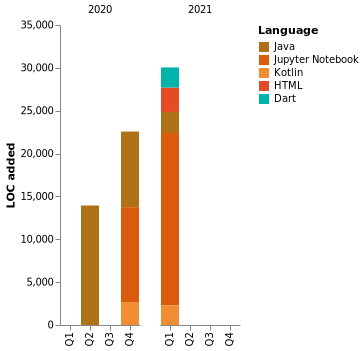 2020 2021
LOC added
35,000
30,000
25,000
20,000
15,000
10,000
5,000
0
Q1 Q2 Q3 Q4 Q1 Q2 Q3 Q4
Language
Java
Jupyter Notebook
Kotlin
HTML
Dart